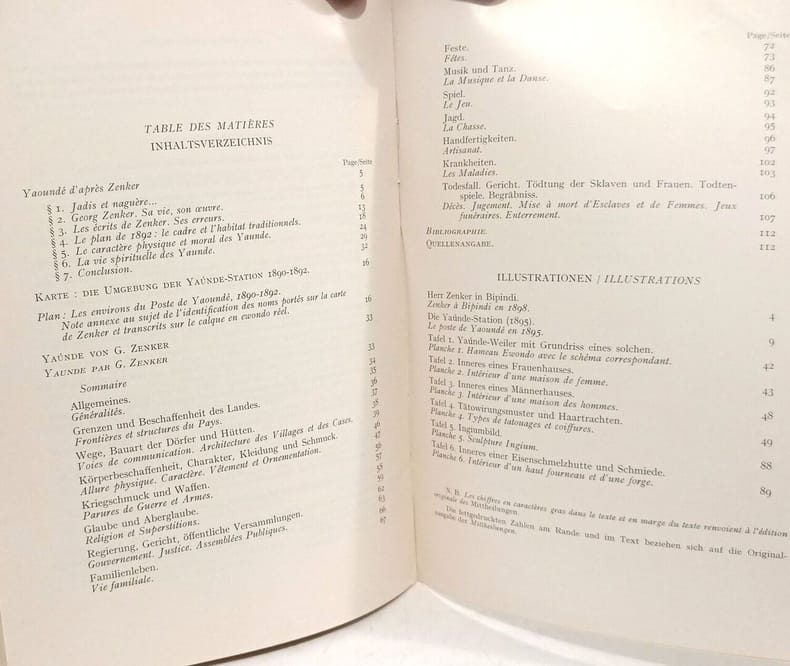 TABLE DES MATIÈRES
INHALTSVERZEICHNIS
Page/Seite
Yaoundé d'après Zenker 5
§ 1. Jadis et naguère... 5
§ 2. Georg Zenker. Sa vie, son œuvre. 6
§ 3. Les écrits de Zenker. Ses erreurs. 13
§ 4. Le plan de 1892 : le cadre et l'habitat traditionnels. 18
§ 5. Le caractère physique et moral des Yaunde. 24
§ 6. La vie spirituelle des Yaunde. 29
§ 7. Conclusion. 32
KARTE : DIE UMGEBUNG DER YAÚNDE-STATION 1890-1892. 16
Plan : Les environs du Poste de Yaoundé, 1890-1892.
Note annexe au sujet de l'identification des noms portés sur la carte
de Zenker et transcrits sur le calque en ewondo réel. 16
YAÚNDE VON G. ZENKER 33
YAUNDE PAR G. ZENKER 33
Sommaire
Allgemeines. 34
Généralités. 35
Grenzen und Beschaffenheit des Landes. 36
Frontières et structures du Pays. 37
Wege, Bauart der Dörfer und Hütten. 38
Voies de communication. Architecture des Villages et des Cases. 39
Körperbeschaffenheit, Charakter, Kleidung und Schmuck. 46
Allure physique. Caractère. Vêtement et Ornementation. 47
Kriegschmuck und Waffen. 56
Parures de Guerre et Armes. 57
Glaube und Aberglaube. 58
Religion et Superstitions. 59
Regierung, Gericht, öffentliche Versammlungen. 62
Gouvernement. Justice. Assemblées Publiques. 63
Familienleben. 66
Vie familiale. 67
Page/Seite
Feste. 72
Fêtes. 73
Musik und Tanz. 86
La Musique et la Danse. 87
Spiel. 92
Le Jeu. 93
Jagd. 94
La Chasse. 95
Handfertigkeiten. 96
Artisanat. 97
Krankheiten. 102
Les Maladies. 103
Todesfall. Gericht. Tödtung der Sklaven und Frauen. Todten-
spiele. Begräbniss. 106
Décès. Jugement. Mise à mort d'Esclaves et de Femmes. Jeux
funéraires. Enterrement. 107
BIBLIOGRAPHIE. 112
QUELLENANGABE. 112
ILLUSTRATIONEN / ILLUSTRATIONS
Herr Zenker in Bipindi.
Zenker à Bipindi en 1898. 4
Die Yaúnde-Station (1895).
Le poste de Yaoundé en 1895. 9
Tafel 1. Yaúnde-Weiler mit Grundriss eines solchen.
Planche 1. Hameau Ewondo avec le schéma correspondant. 42
Tafel 2. Inneres eines Frauenhauses.
Planche 2. Intérieur d'une maison de femme. 43
Tafel 3. Inneres eines Männerhauses.
Planche 3. Intérieur d'une maison des hommes. 48
Tafel 4. Tätowirungsmuster und Haartrachten.
Planche 4. Types de tatouages et coiffures. 49
Tafel 5. Ingiumbild.
Planche 5. Sculpture Ingium. 88
Tafel 6. Inneres einer Eisenschmelzhutte und Schmiede.
Planche 6. Intérieur d'un haut fourneau et d'une forge. 89
N. B. Les chiffres en caractères gras dans le texte et en marge du texte renvoient à l'édition
originale des Mittheilungen.
Die fettgedruckten Zahlen am Rande und im Text beziehen sich auf die Original-
ausgabe der Mittheilungen.